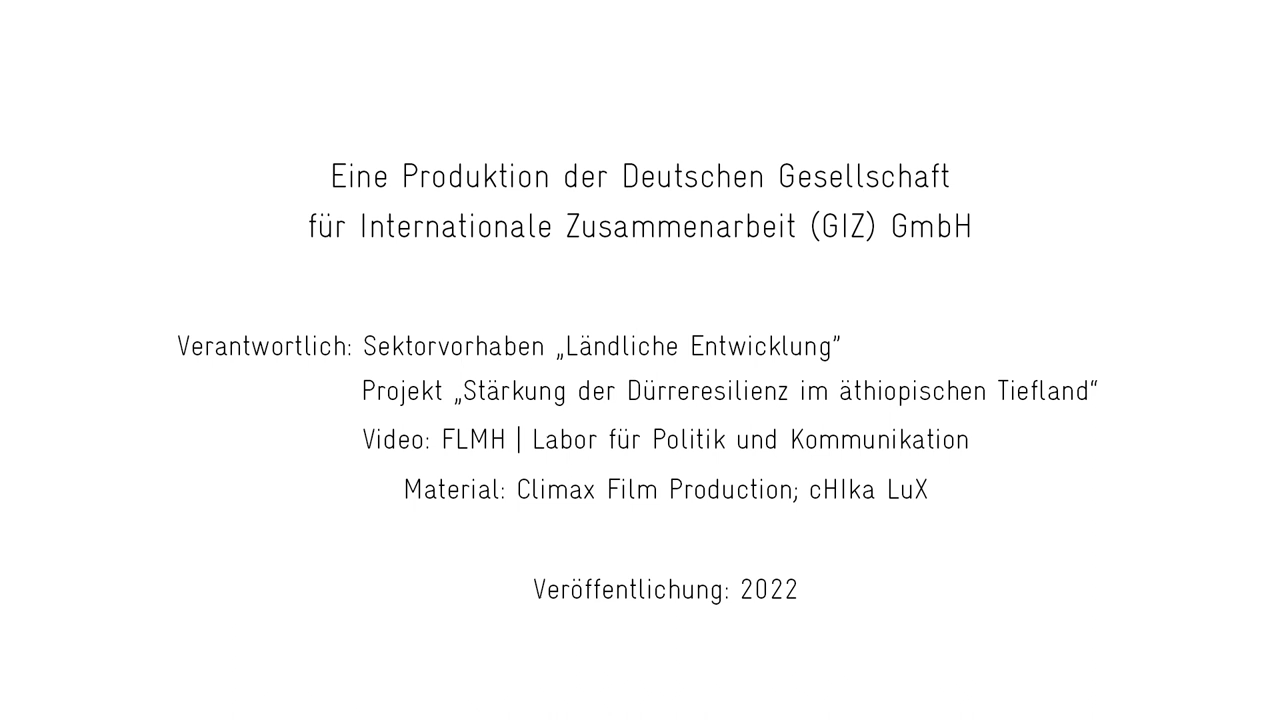 Eine Produktion der Deutschen Gesellschaft
für Internationale Zusammenarbeit (GIZ) GmbH
Verantwortlich: Sektorvorhaben „Ländliche Entwicklung”
Projekt „Stärkung der Dürreresilienz im äthiopischen Tiefland“
Video: FLMH | Labor für Politik und Kommunikation
Material: Climax Film Production; cHIka LuX
Veröffentlichung: 2022